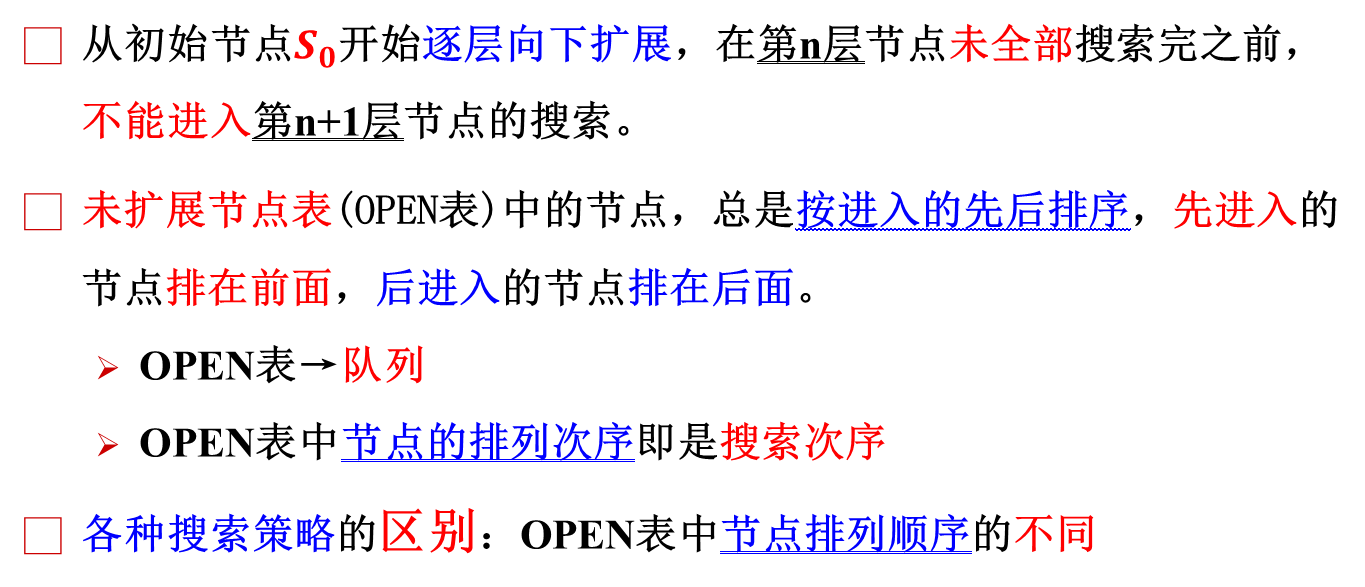 从初始节点S0开始逐层向下扩展，在第n层节点未全部搜索完之前，
不能进入第n+1层节点的搜索。
未扩展节点表(OPEN表)中的节点，总是按进入的先后排序，先进入的
节点排在前面，后进入的节点排在后面。
OPEN表→队列
OPEN表中节点的排列次序即是搜索次序
各种搜索策略的区别：OPEN表中节点排列顺序的不同